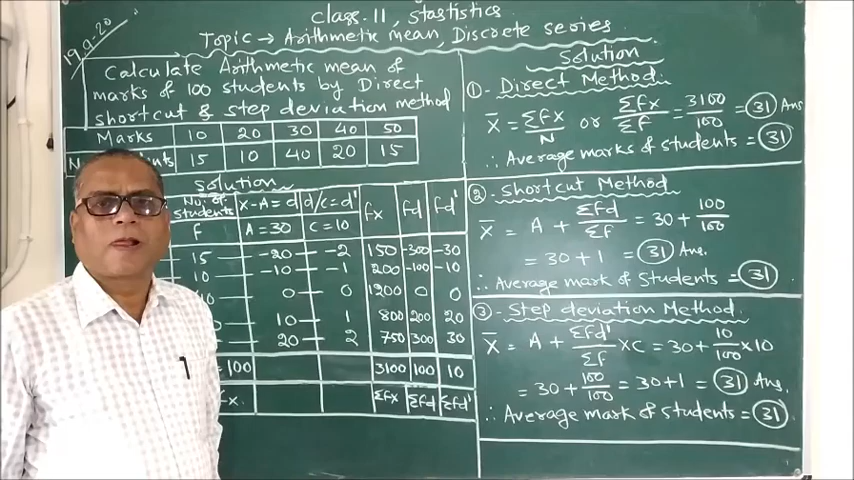 19-9-20
class-11, stastistics
Topic → Arithmetic mean, Discrete series
Calculate Arithmetic mean of
marks of 100 students by Direct
shortcut & step deviation method
Marks 10 20 30 40 50
15 10 40 20 15
solution
No. of students x-A=d d/c=d' fx fd fd'
f A=30 C=10
15 -20 -2 150 -300 -30
10 -10 -1 200 -100 -10
0 0 1200 0 0
10 1 800 200 20
20 2 750 300 30
=100 3100 100 10
Σfx Σfd Σfd'
Solution
①- Direct Method
X̄ = Σfx/N or Σfx/Σf = 3100/100 = 31 Ans
∴ Average marks of students = 31
②- Shortcut Method
X̄ = A + Σfd/Σf = 30 + 100/100
= 30 + 1 = 31 Ans.
∴ Average mark of students = 31
③- Step deviation Method
X̄ = A + Σfd'/Σf × C = 30 + 10/100 × 10
= 30 + 100/100 = 30 + 1 = 31 Ans.
∴ Average mark of students = 31